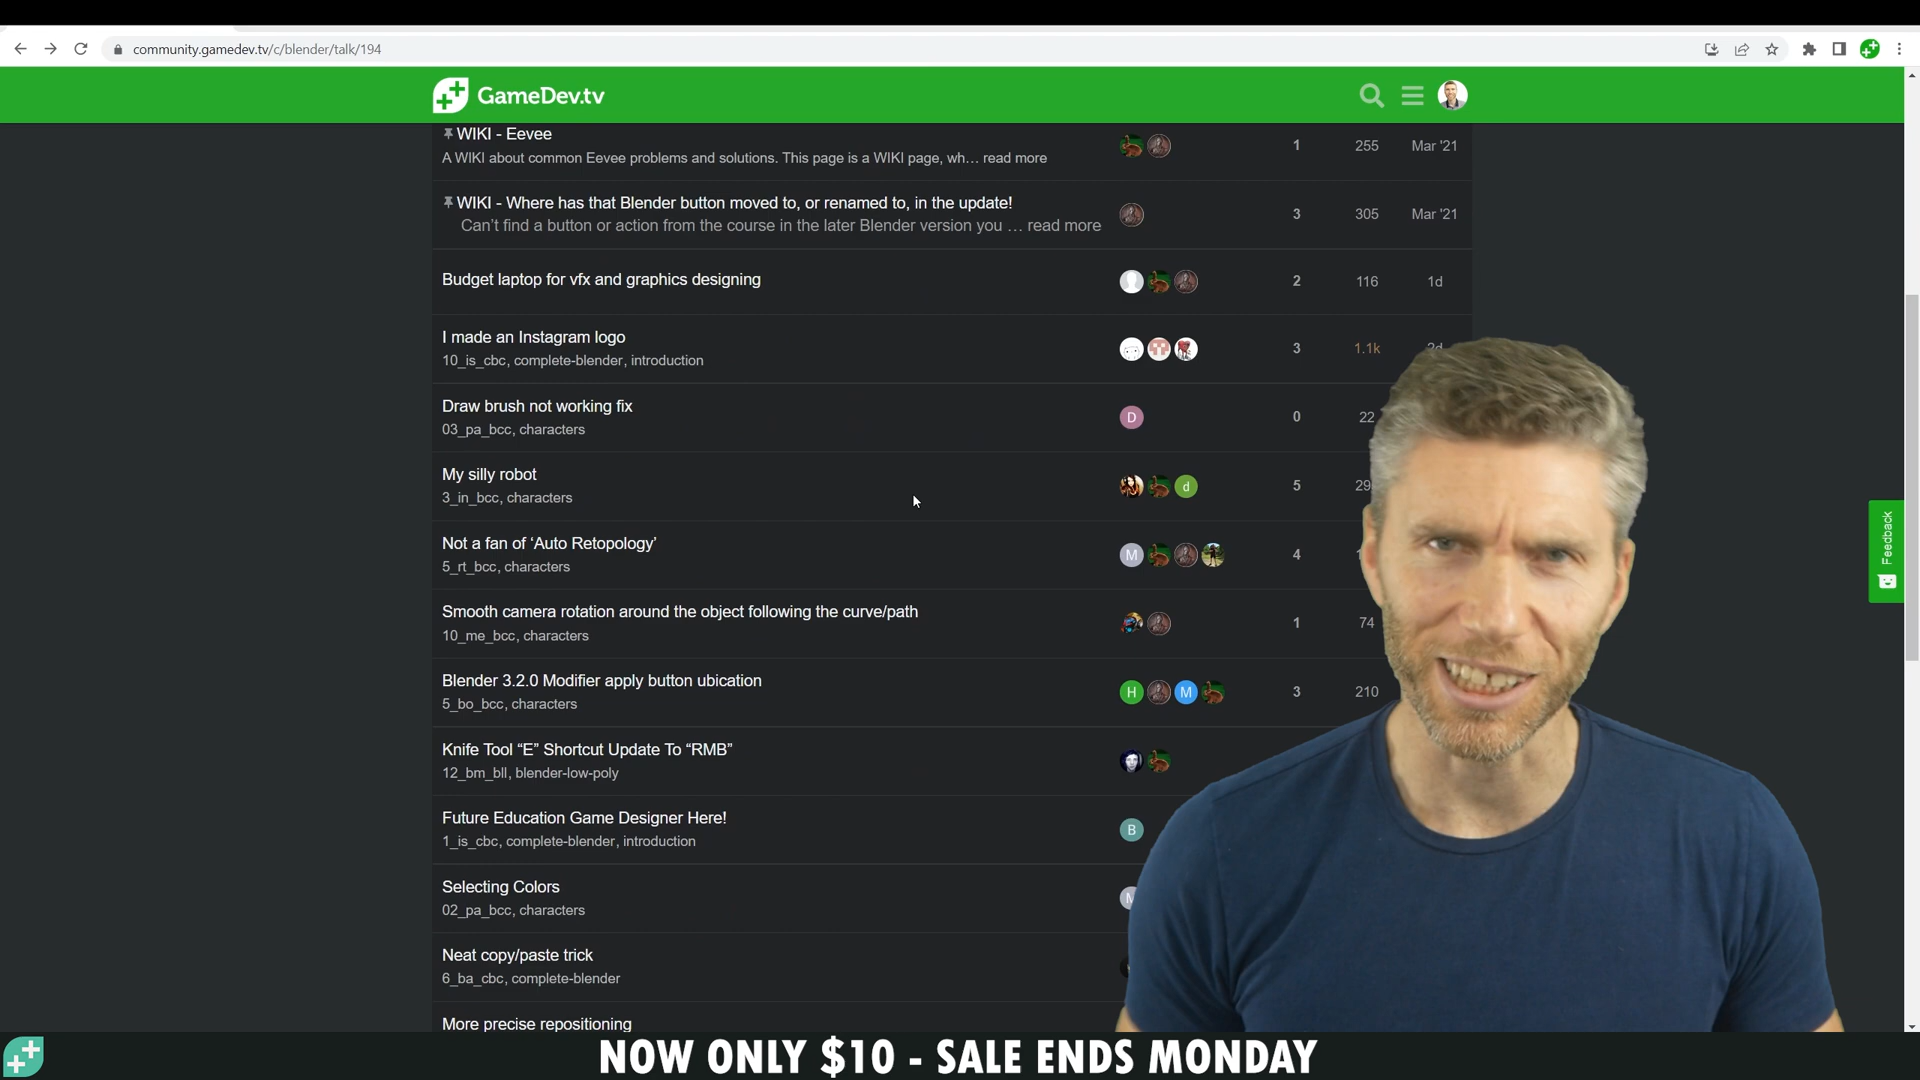 community.gamedev.tv/c/blender/talk/194
GameDev.tv
WIKI - Eevee
A WIKI about common Eevee problems and solutions. This page is a WIKI page, wh… read more
1 255 Mar '21
WIKI - Where has that Blender button moved to, or renamed to, in the update!
Can’t find a button or action from the course in the later Blender version you … read more
3 305 Mar '21
Budget laptop for vfx and graphics designing
2 116 1d
I made an Instagram logo
10_is_cbc, complete-blender, introduction
3 1.1k 2d
Draw brush not working fix
03_pa_bcc, characters
D 0 22
My silly robot
3_in_bcc, characters
d 5 29
Not a fan of ‘Auto Retopology’
5_rt_bcc, characters
M 4
Smooth camera rotation around the object following the curve/path
10_me_bcc, characters
1 74
Blender 3.2.0 Modifier apply button ubication
5_bo_bcc, characters
H M 3 210
Knife Tool “E” Shortcut Update To “RMB”
12_bm_bll, blender-low-poly
Future Education Game Designer Here!
1_is_cbc, complete-blender, introduction
B
Selecting Colors
02_pa_bcc, characters
Neat copy/paste trick
6_ba_cbc, complete-blender
More precise repositioning
Feedback
NOW ONLY $10 - SALE ENDS MONDAY